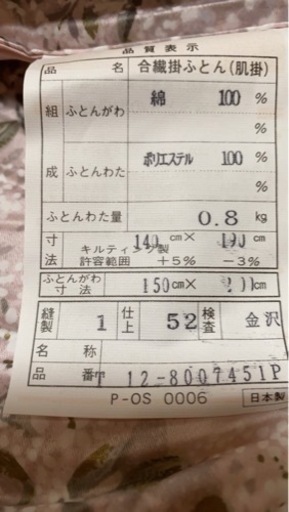 品質表示
品名 合繊掛ふとん(肌掛)
組成 ふとんがわ 綿 100 %
%
ふとんわた ポリエステル 100 %
%
ふとんわた量 0.8 kg
寸法 140 cm× 190 cm
キルティング製
許容範囲 +5% -3%
ふとんがわ寸法 150cm× cm
縫製 1 仕上 52 検査 金沢
名称
品番 T 12-8007451P
P-OS 0006 日本製